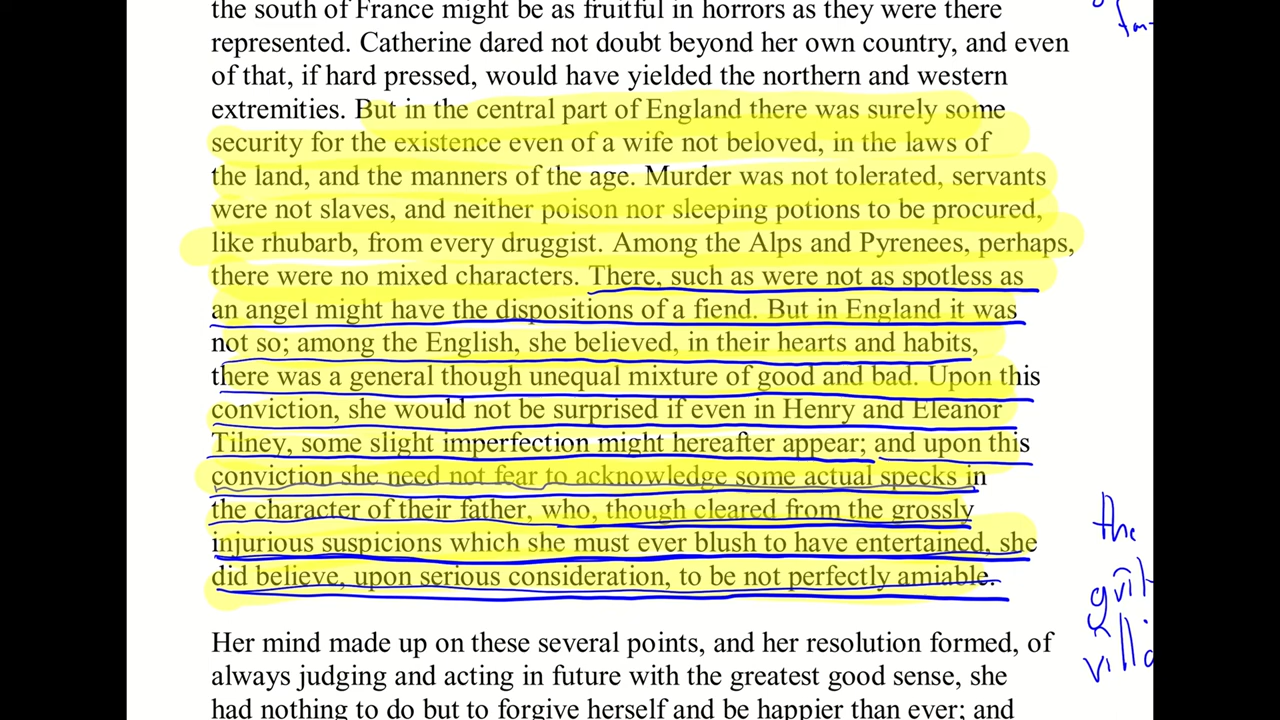 the south of France might be as fruitful in horrors as they were there
represented. Catherine dared not doubt beyond her own country, and even
of that, if hard pressed, would have yielded the northern and western
extremities. But in the central part of England there was surely some
security for the existence even of a wife not beloved, in the laws of
the land, and the manners of the age. Murder was not tolerated, servants
were not slaves, and neither poison nor sleeping potions to be procured,
like rhubarb, from every druggist. Among the Alps and Pyrenees, perhaps,
there were no mixed characters. There, such as were not as spotless as
an angel might have the dispositions of a fiend. But in England it was
not so; among the English, she believed, in their hearts and habits,
there was a general though unequal mixture of good and bad. Upon this
conviction, she would not be surprised if even in Henry and Eleanor
Tilney, some slight imperfection might hereafter appear; and upon this
conviction she need not fear to acknowledge some actual specks in
the character of their father, who, though cleared from the grossly
injurious suspicions which she must ever blush to have entertained, she
did believe, upon serious consideration, to be not perfectly amiable.
the
Her mind made up on these several points, and her resolution formed, of
always judging and acting in future with the greatest good sense, she
had nothing to do but to forgive herself and be happier than ever; and